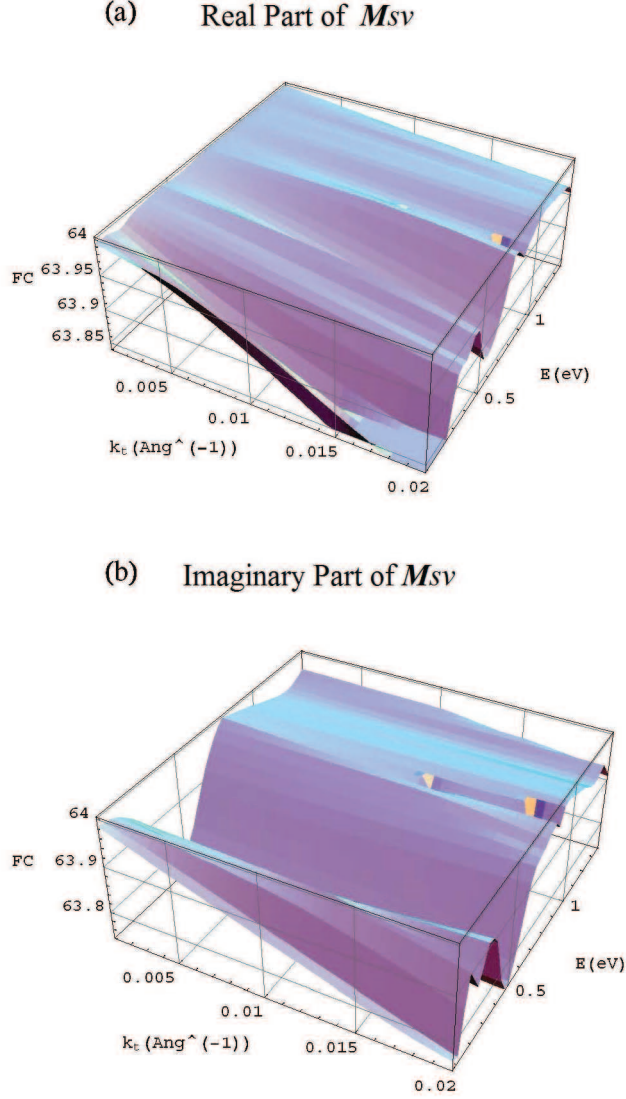 (a) Real Part of Msv
64
63.95
FC
63.9
63.85
0.005
0.01
0.015
0.02
k_t(Ang^(-1))
0.5
1
E(eV)
(b) Imaginary Part of Msv
64
FC 63.9
63.8
0.005
0.01
0.015
0.02
k_t(Ang^(-1))
0.5
1
E(eV)